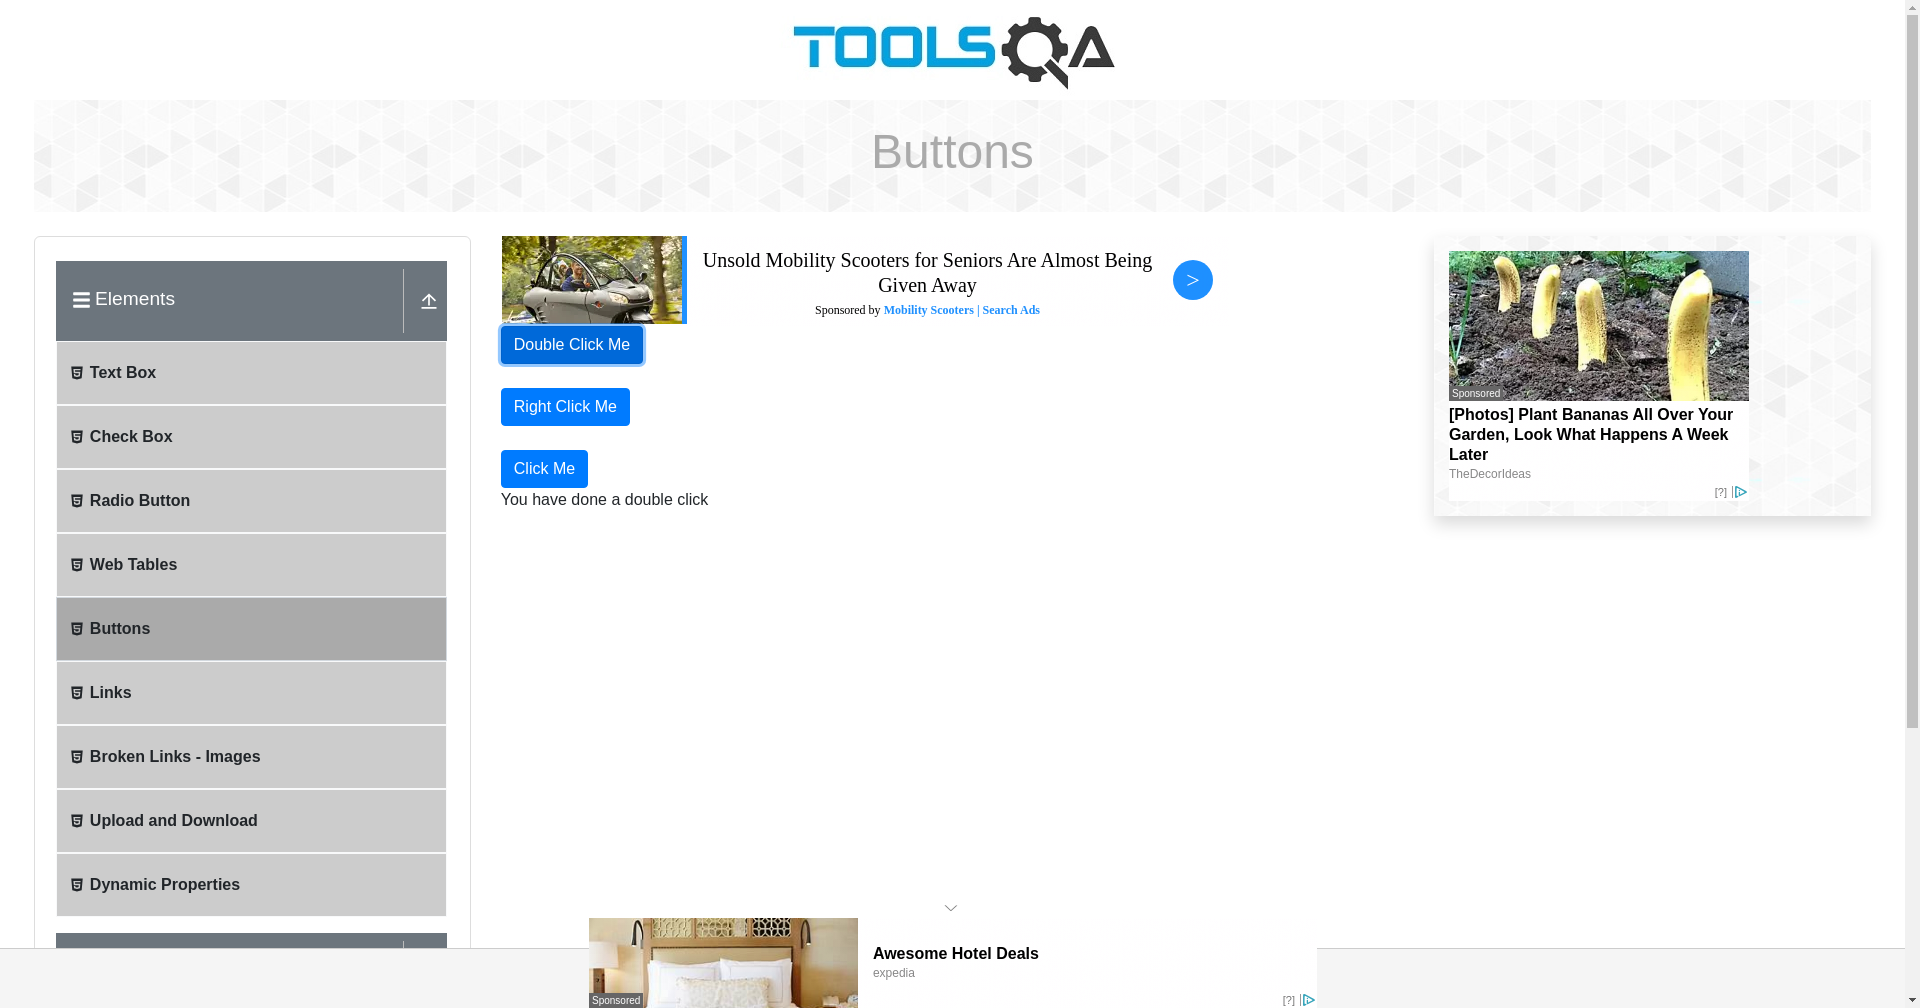 TOOLSQA
Buttons
Elements
Text Box
Check Box
Radio Button
Web Tables
Buttons
Links
Broken Links - Images
Upload and Download
Dynamic Properties
Unsold Mobility Scooters for Seniors Are Almost Being
Given Away
Sponsored by Mobility Scooters | Search Ads
>
Double Click Me
Right Click Me
Click Me
You have done a double click
Sponsored
[Photos] Plant Bananas All Over Your
Garden, Look What Happens A Week
Later
TheDecorIdeas
[?]
Sponsored
Awesome Hotel Deals
expedia
[?]